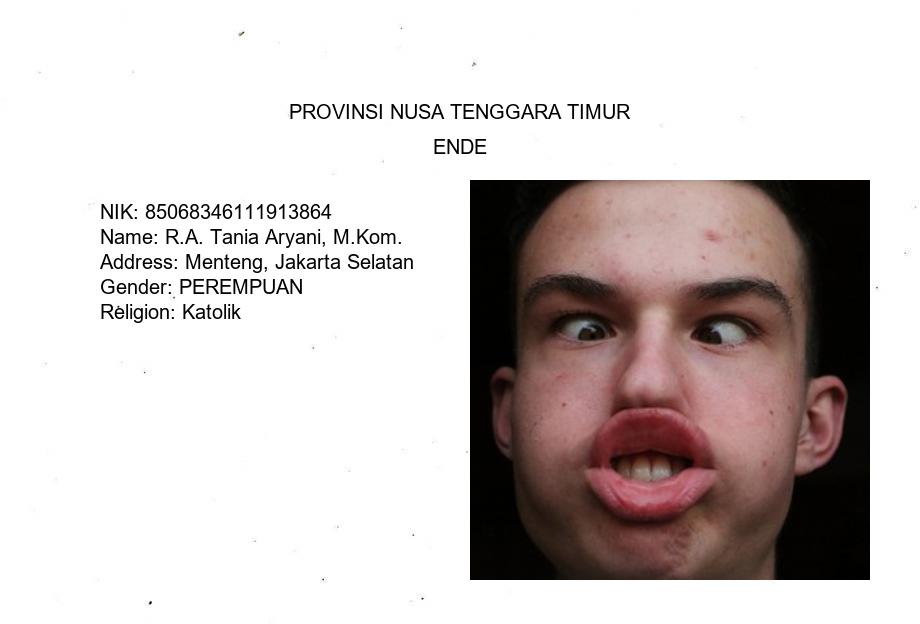 PROVINSI NUSA TENGGARA TIMUR
ENDE
NIK: 85068346111913864
Name: R.A. Tania Aryani, M.Kom.
Address: Menteng, Jakarta Selatan
Gender: PEREMPUAN
Religion: Katolik